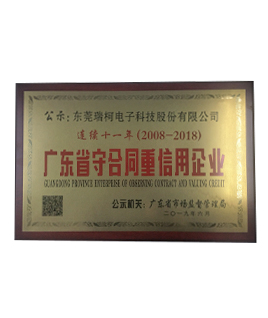 公示：东莞瑞柯电子科技股份有限公司
连续十一年（2008-2018）
广东省守合同重信用企业
GUANGDONG PROVINCE ENTERPRISE OF OBSERVING CONTRACT AND VALUING CREDIT
公示机关：广东省市场监督管理局
二〇一九年六月